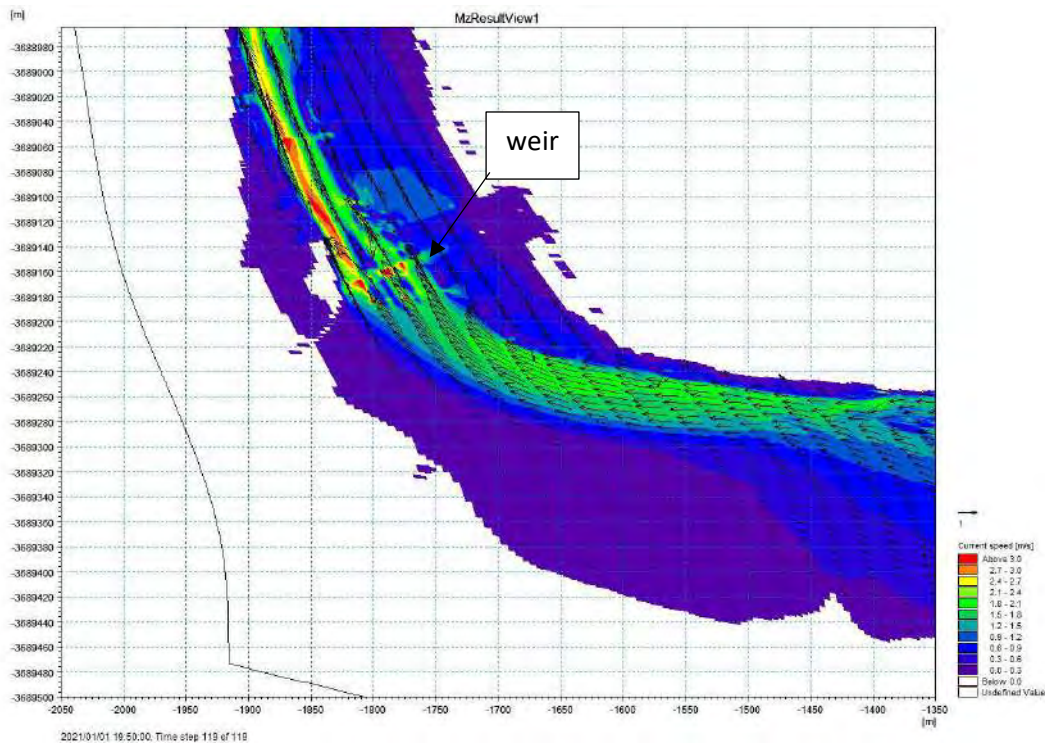 MzResultView1
[m]
-3688980
-3689000
-3689020
-3689040
-3689060
-3689080
-3689100
-3689120
-3689140
-3689160
-3689180
-3689200
-3689220
-3689240
-3689260
-3689280
-3689300
-3689320
-3689340
-3689360
-3689380
-3689400
-3689420
-3689440
-3689460
-3689480
-3689500
weir
-2050 -2000 -1950 -1900 -1850 -1800 -1750 -1700 -1650 -1600 -1550 -1500 -1450 -1400 -1350
[m]
1
Current speed [m/s]
Above 3.0
2.7 - 3.0
2.4 - 2.7
2.1 - 2.4
1.8 - 2.1
1.5 - 1.8
1.2 - 1.5
0.9 - 1.2
0.6 - 0.9
0.3 - 0.6
0.0 - 0.3
Below 0.0
Undefined Value
2021/01/01 19:50:00, Time step 119 of 119